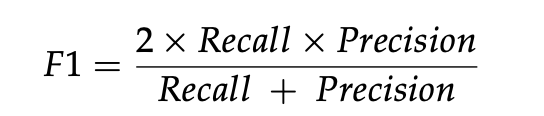 F1 = 2 × Recall × Precision / Recall + Precision